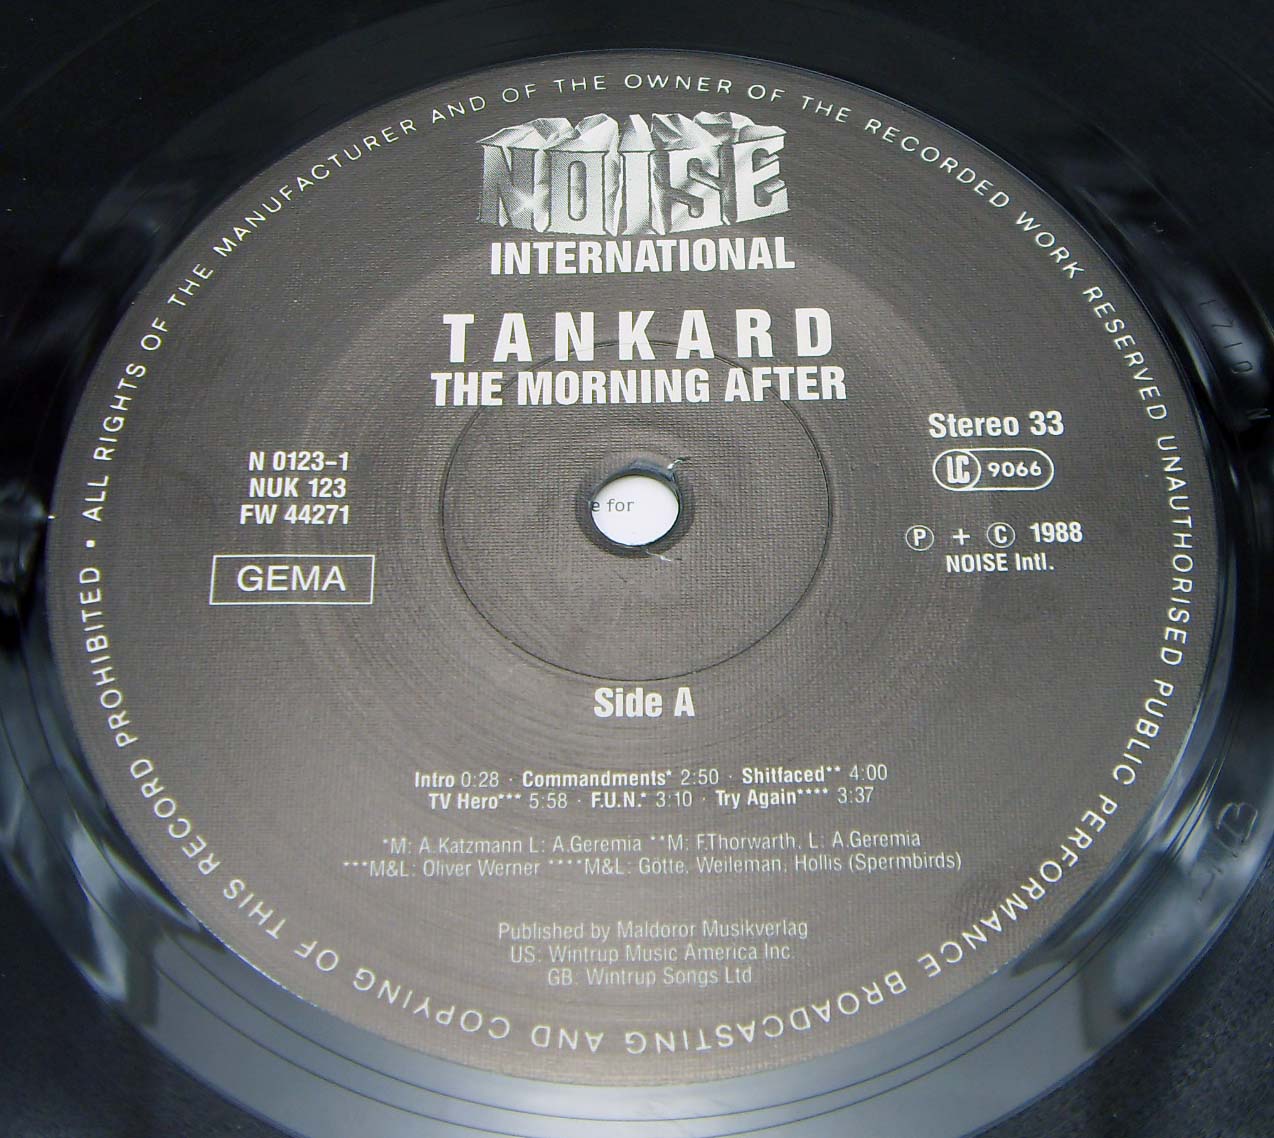 ALL RIGHTS OF THE MANUFACTURER AND OF THE OWNER OF THE RECORDED WORK RESERVED UNAUTHORISED PUBLIC PERFORMANCE BROADCASTING AND COPYING OF THIS RECORD PROHIBITED •
NOISE
INTERNATIONAL
TANKARD
THE MORNING AFTER
N 0123-1
NUK 123
FW 44271
GEMA
Stereo 33
LC 9066
Ⓟ + Ⓒ 1988
NOISE Intl.
e for
Side A
Intro 0:28 · Commandments* 2:50 · Shitfaced** 4:00
TV Hero*** 5:58 · F.U.N.* 3:10 · Try Again**** 3:37
*M: A.Katzmann L: A.Geremia **M: F.Thorwarth, L: A.Geremia
***M&L: Oliver Werner ****M&L: Götte, Weileman, Hollis (Spermbirds)
Published by Maldoror Musikverlag
US: Wintrup Music America Inc.
GB: Wintrup Songs Ltd